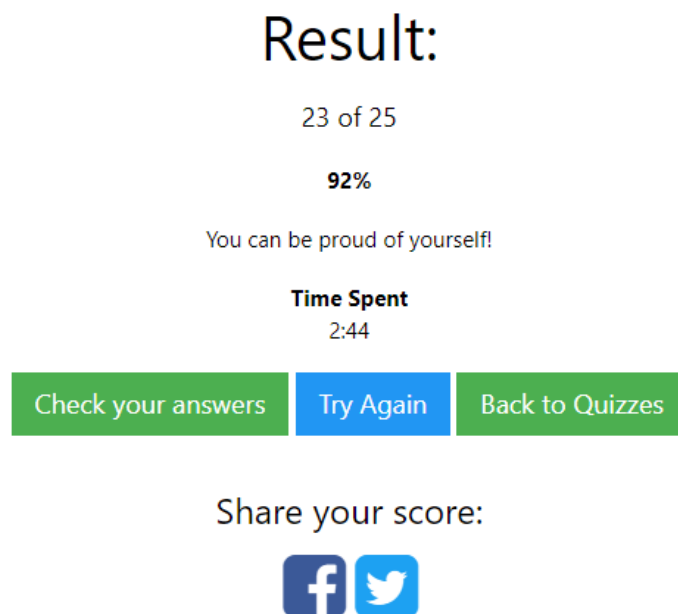 Result:
23 of 25
92%
You can be proud of yourself!
Time Spent
2:44
Check your answers Try Again Back to Quizzes
Share your score: